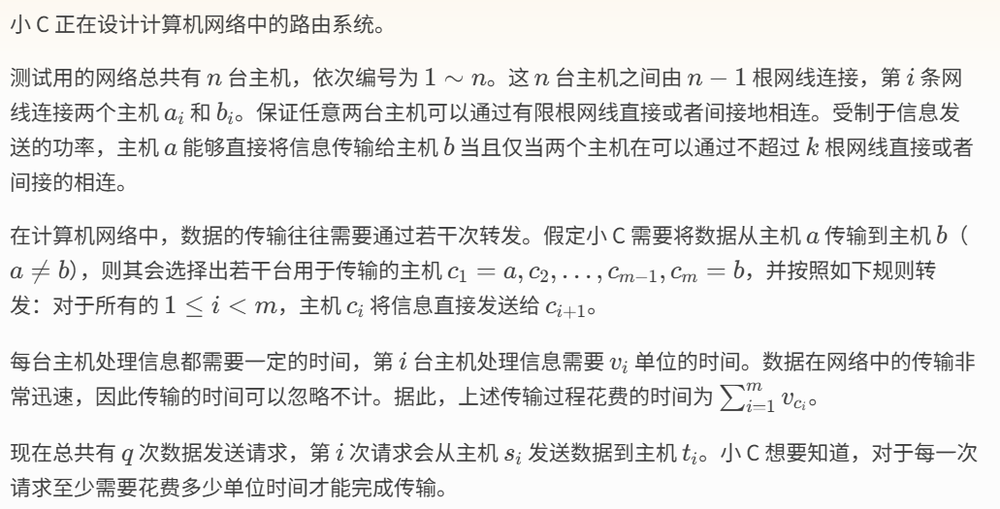 小 C 正在设计计算机网络中的路由系统。
测试用的网络总共有 n 台主机，依次编号为 1 ∼ n。这 n 台主机之间由 n − 1 根网线连接，第 i 条网
线连接两个主机 a_i 和 b_i。保证任意两台主机可以通过有限根网线直接或者间接地相连。受制于信息发
送的功率，主机 a 能够直接将信息传输给主机 b 当且仅当两个主机在可以通过不超过 k 根网线直接或者
间接的相连。
在计算机网络中，数据的传输往往需要通过若干次转发。假定小 C 需要将数据从主机 a 传输到主机 b（
a ≠ b），则其会选择出若干台用于传输的主机 c_1 = a, c_2, …, c_{m−1}, c_m = b，并按照如下规则转
发：对于所有的 1 ≤ i < m，主机 c_i 将信息直接发送给 c_{i+1}。
每台主机处理信息都需要一定的时间，第 i 台主机处理信息需要 v_i 单位的时间。数据在网络中的传输非
常迅速，因此传输的时间可以忽略不计。据此，上述传输过程花费的时间为 ∑_{i=1}^{m} v_{c_i}。
现在总共有 q 次数据发送请求，第 i 次请求会从主机 s_i 发送数据到主机 t_i。小 C 想要知道，对于每一次
请求至少需要花费多少单位时间才能完成传输。